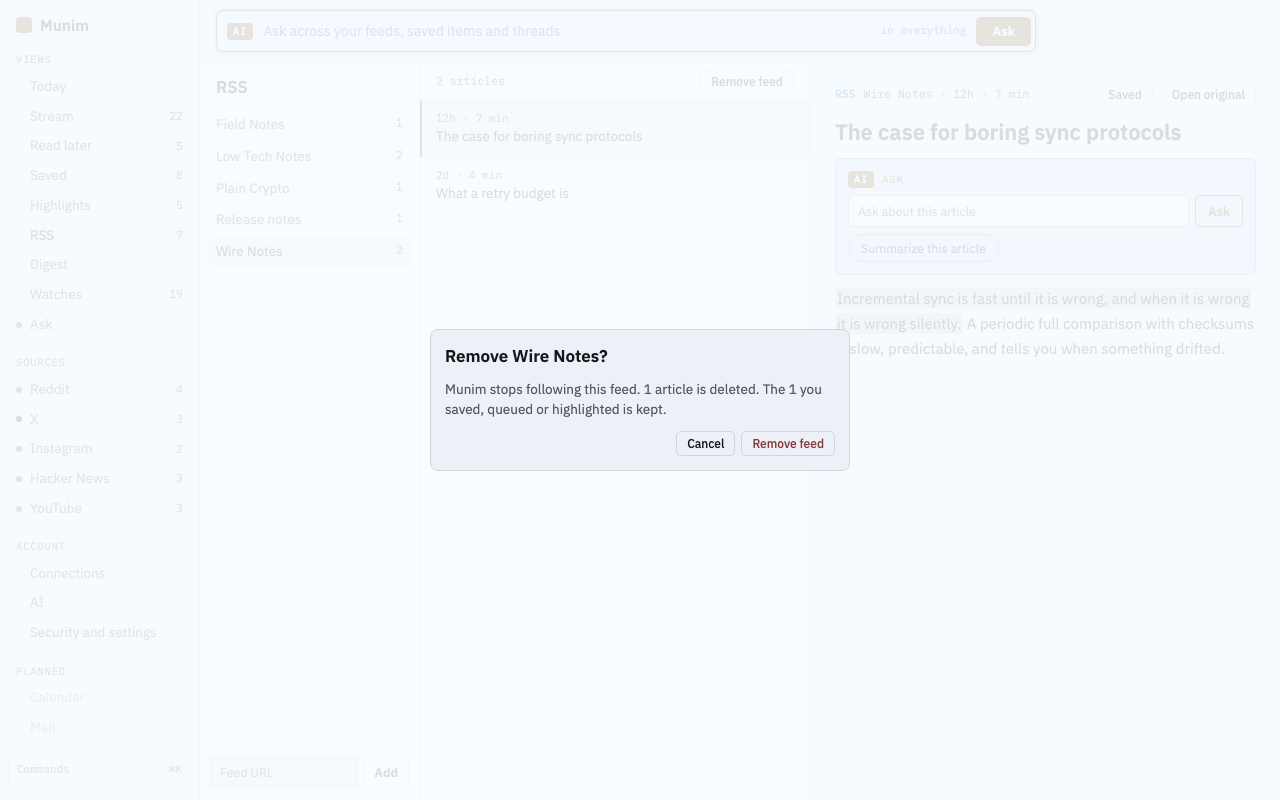 Munim
AI Ask across your feeds, saved items and threads in everything Ask
VIEWS
Today
Stream 22
Read later 5
Saved 8
Highlights 5
RSS 7
Digest
Watches 19
Ask
SOURCES
Reddit 4
X 3
Instagram 2
Hacker News 3
YouTube 3
ACCOUNT
Connections
AI
Security and settings
PLANNED
Calendar
Mail
Commands ⌘K
RSS
Field Notes 1
Low Tech Notes 2
Plain Crypto 1
Release notes 1
Wire Notes 2
Feed URL Add
2 articles Remove feed
12h · 7 min
The case for boring sync protocols
2d · 4 min
What a retry budget is
RSS Wire Notes · 12h · 7 min Saved Open original
The case for boring sync protocols
AI ASK
Ask about this article Ask
Summarize this article
Incremental sync is fast until it is wrong, and when it is wrong
it is wrong silently. A periodic full comparison with checksums
slow, predictable, and tells you when something drifted.
Remove Wire Notes?
Munim stops following this feed. 1 article is deleted. The 1 you
saved, queued or highlighted is kept.
Cancel Remove feed